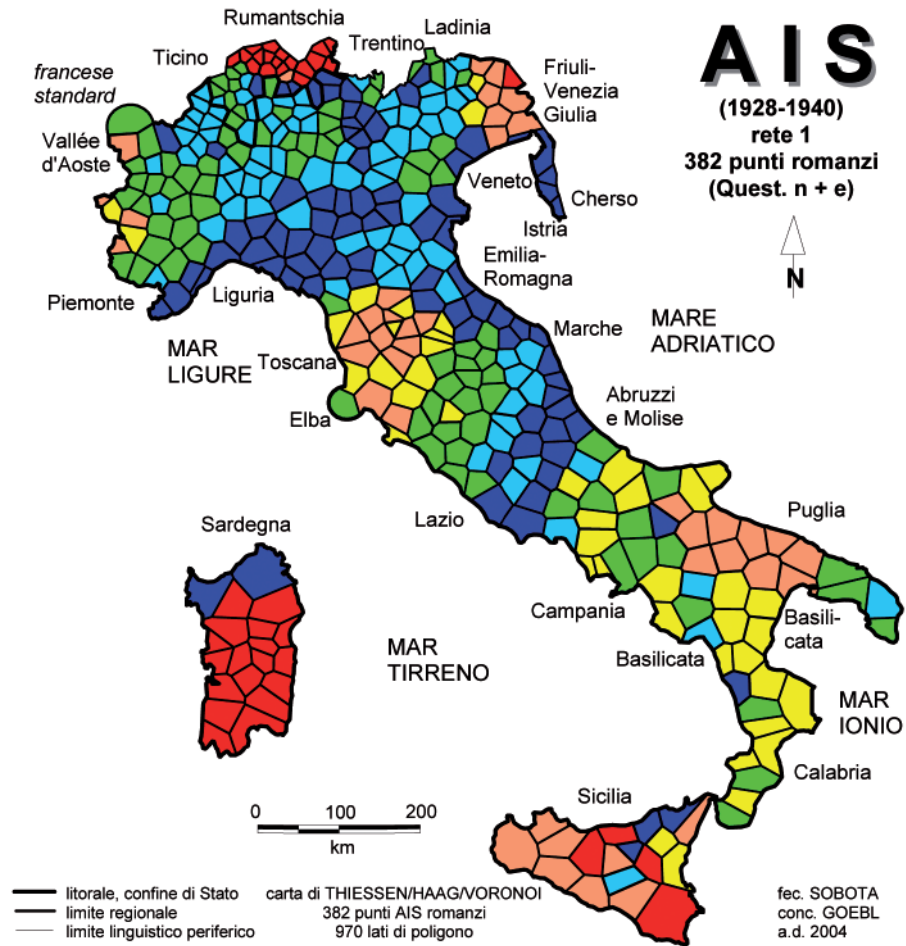 Rumantschia
Ladinia
Ticino
Trentino
francese
standard
Friuli-
Venezia
Giulia
Vallée
d'Aoste
AIS
(1928-1940)
rete 1
382 punti romanzi
(Quest. n + e)
N
Veneto
Cherso
Istria
Emilia-
Romagna
Piemonte
Liguria
Marche
MARE
ADRIATICO
MAR
LIGURE
Toscana
Elba
Abruzzi
e Molise
Lazio
Puglia
Sardegna
Campania
Basili-
cata
Basilicata
MAR
TIRRENO
MAR
IONIO
Calabria
Sicilia
0 100 200
km
litorale, confine di Stato
limite regionale
limite linguistico periferico
carta di THIESSEN/HAAG/VORONOI
382 punti AIS romanzi
970 lati di poligono
fec. SOBOTA
conc. GOEBL
a.d. 2004